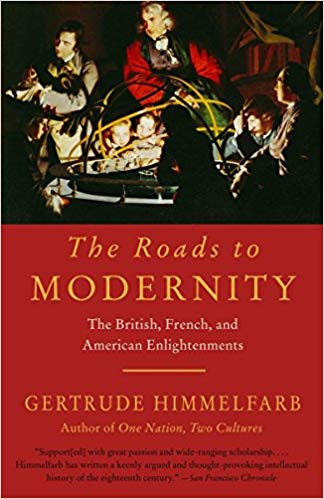 The Roads to
MODERNITY
The British, French, and
American Enlightenments
GERTRUDE HIMMELFARB
Author of One Nation, Two Cultures
"Support[ed] with great passion and wide-ranging scholarship. . . .
Himmelfarb has written a keenly argued and thought-provoking intellectual
history of the eighteenth century." —San Francisco Chronicle